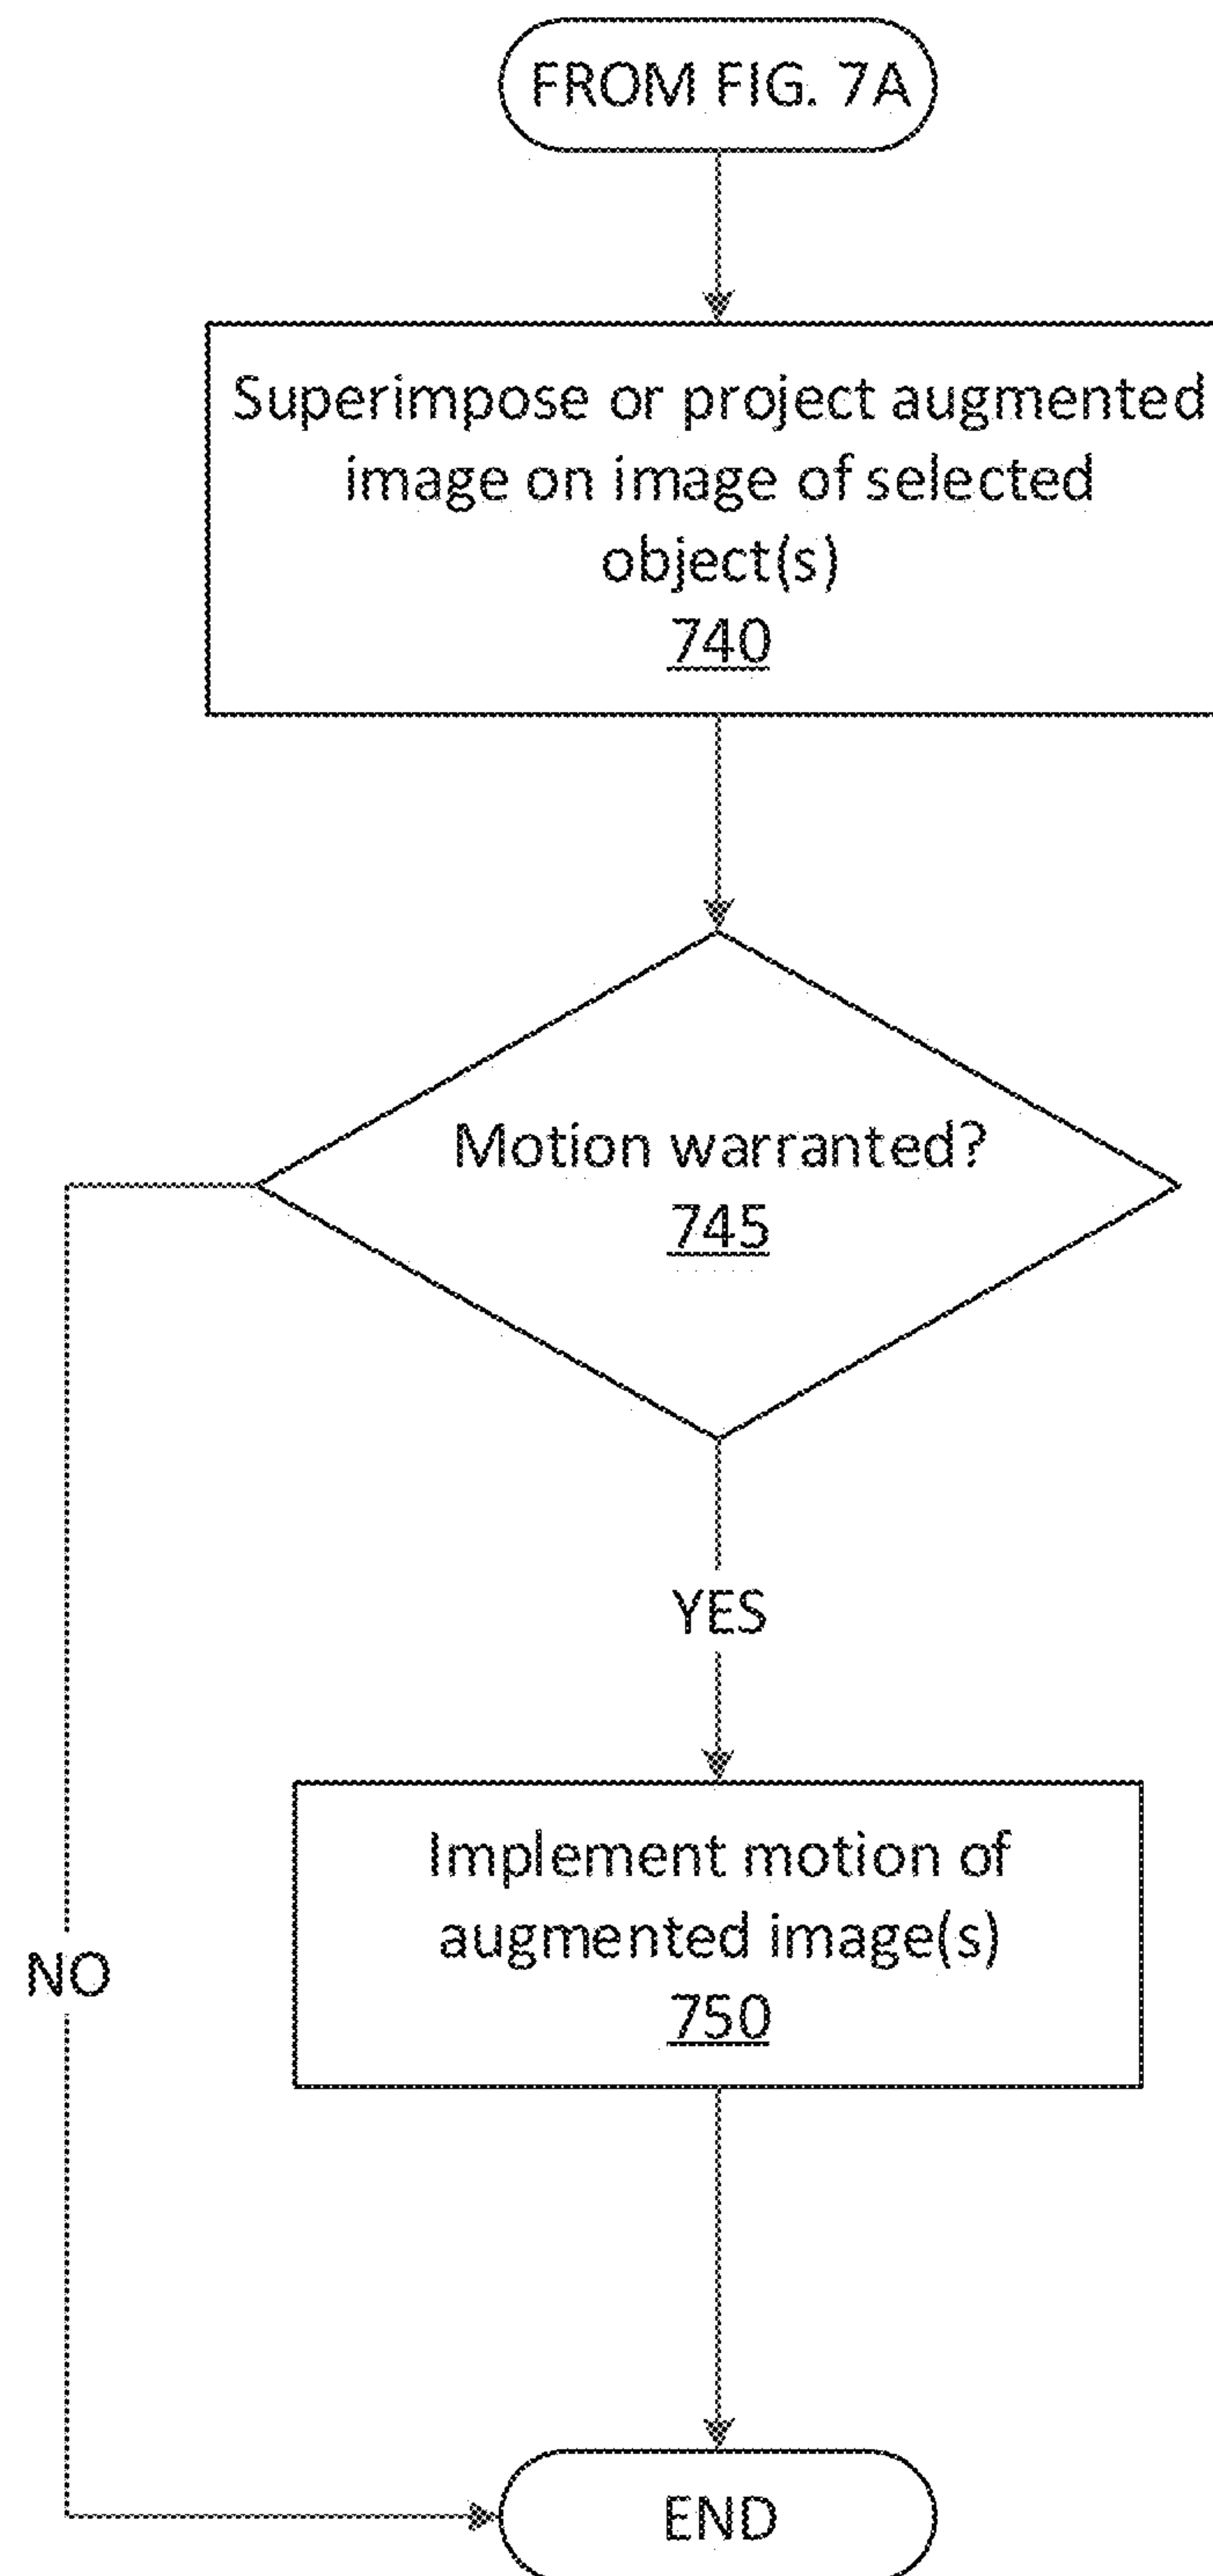 FROM FIG. 7A
Superimpose or project augmented
image on image of selected
object(s)
740
Motion warranted?
745
YES
Implement motion of
augmented image(s)
750
NO
END